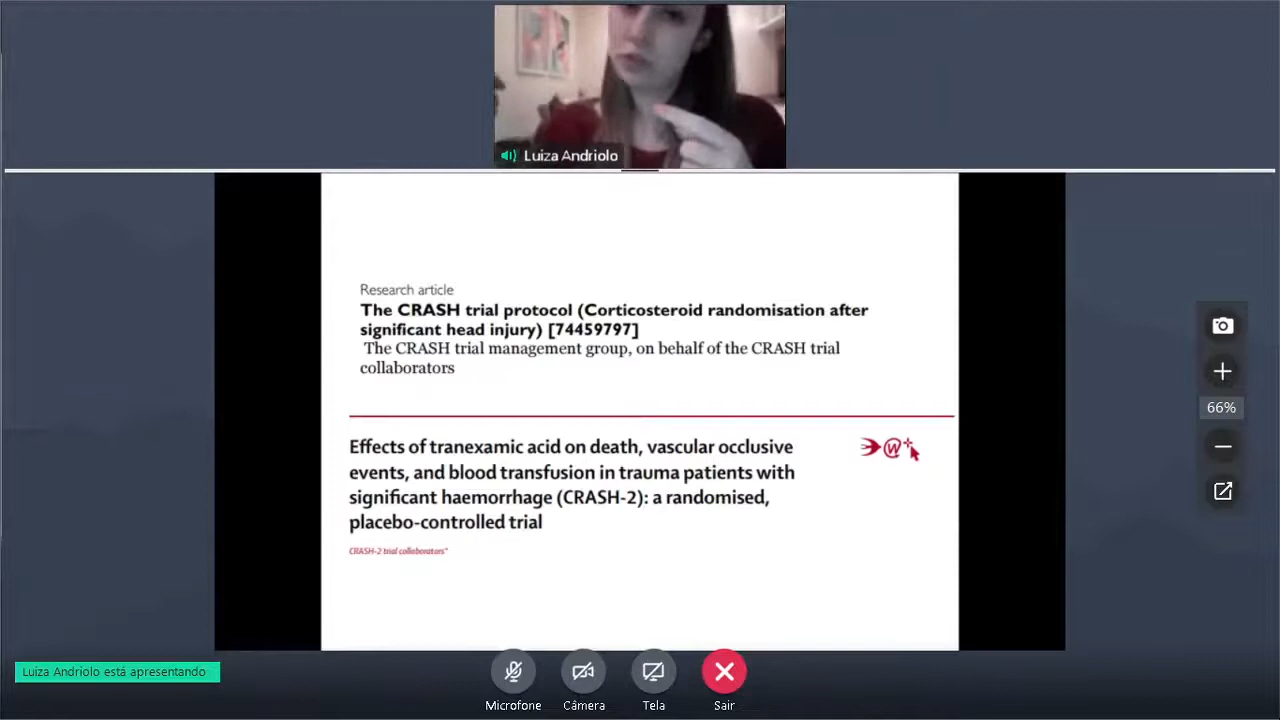 Luiza Andriolo
Research article
The CRASH trial protocol (Corticosteroid randomisation after
significant head injury) [74459797]
The CRASH trial management group, on behalf of the CRASH trial
collaborators
Effects of tranexamic acid on death, vascular occlusive
events, and blood transfusion in trauma patients with
significant haemorrhage (CRASH-2): a randomised,
placebo-controlled trial
CRASH-2 trial collaborators*
66%
Luiza Andriolo está apresentando
Microfone
Câmera
Tela
Sair